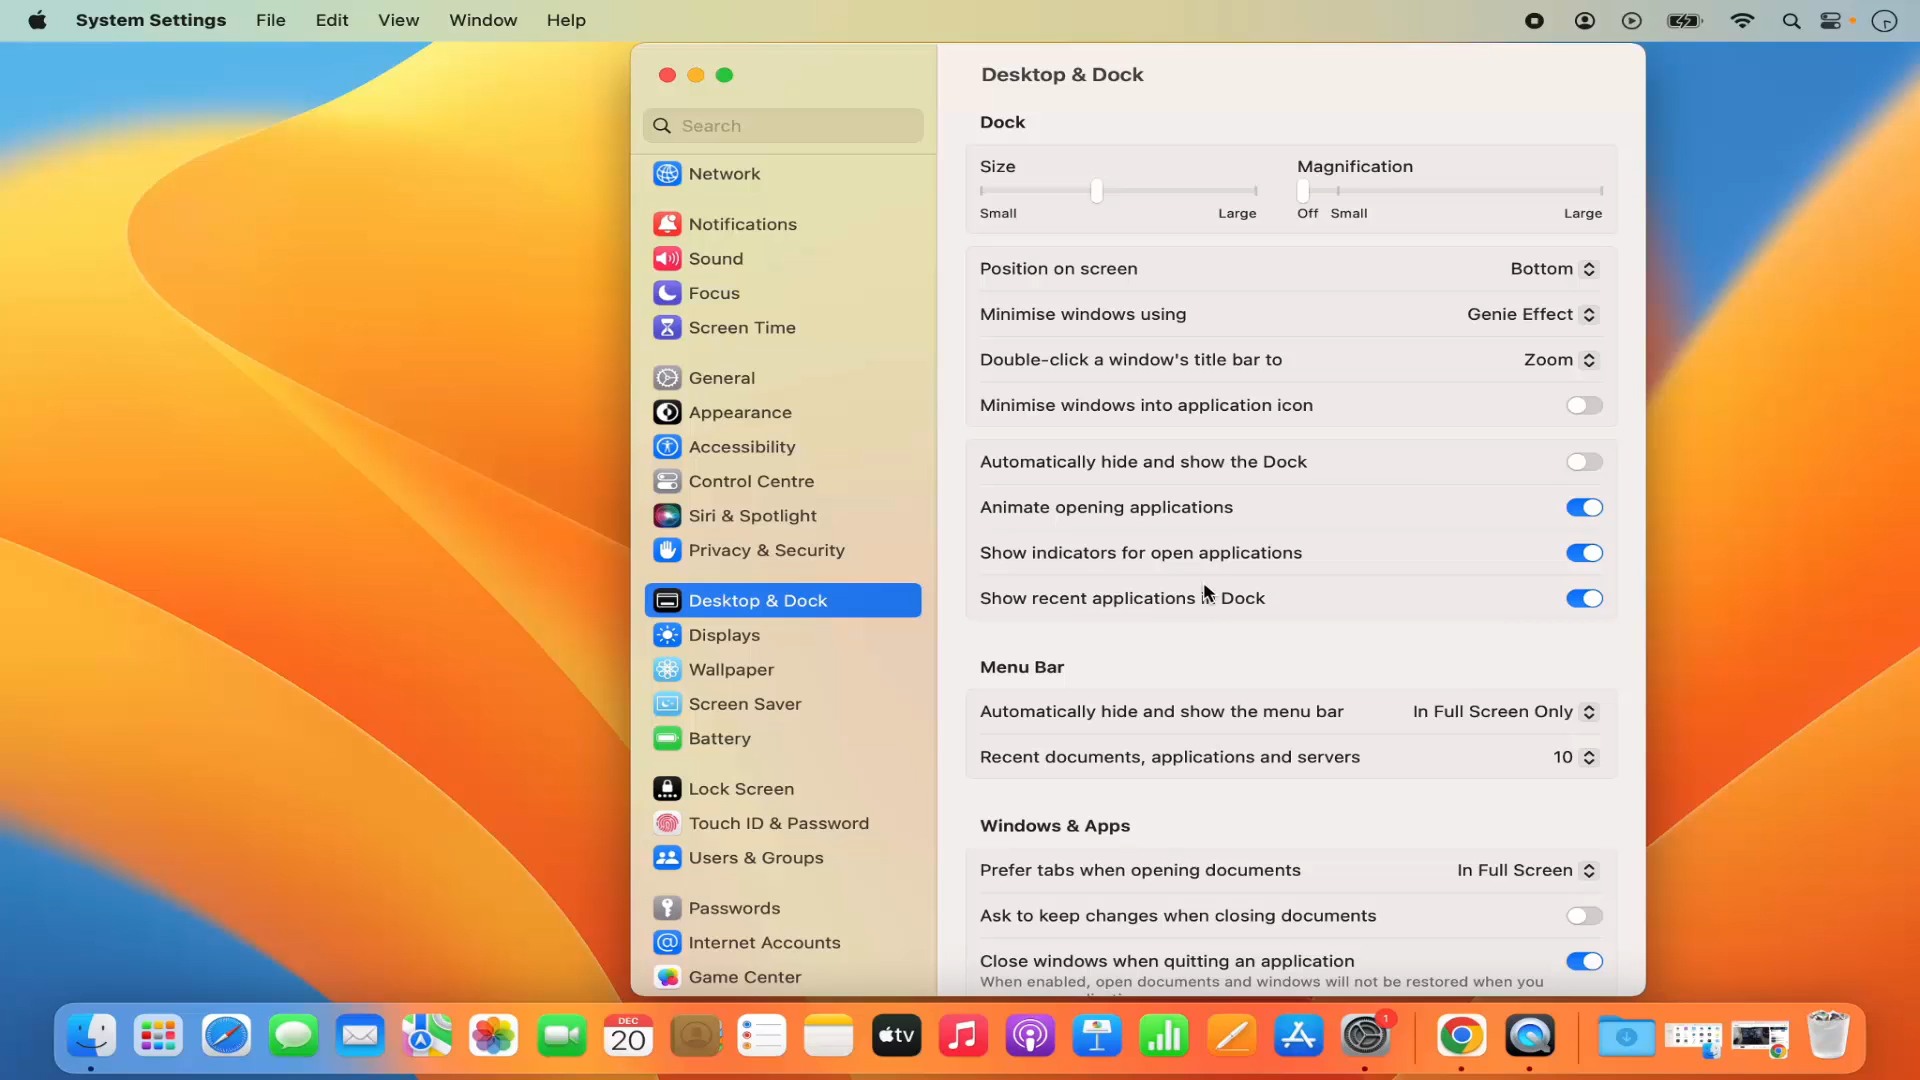 System Settings File Edit View Window Help
Desktop & Dock
Search
Dock
Network
Size Magnification
Small Large Off Small Large
Notifications
Sound
Position on screen Bottom
Focus
Minimise windows using Genie Effect
Screen Time
Double-click a window's title bar to Zoom
General
Minimise windows into application icon
Appearance
Accessibility
Automatically hide and show the Dock
Control Centre
Animate opening applications
Siri & Spotlight
Show indicators for open applications
Privacy & Security
Show recent applications in Dock
Desktop & Dock
Displays
Menu Bar
Wallpaper
Automatically hide and show the menu bar In Full Screen Only
Screen Saver
Recent documents, applications and servers 10
Battery
Lock Screen
Windows & Apps
Touch ID & Password
Prefer tabs when opening documents In Full Screen
Users & Groups
Ask to keep changes when closing documents
Passwords
Close windows when quitting an application
Internet Accounts
When enabled, open documents and windows will not be restored when you
Game Center
DEC
20
tv
1